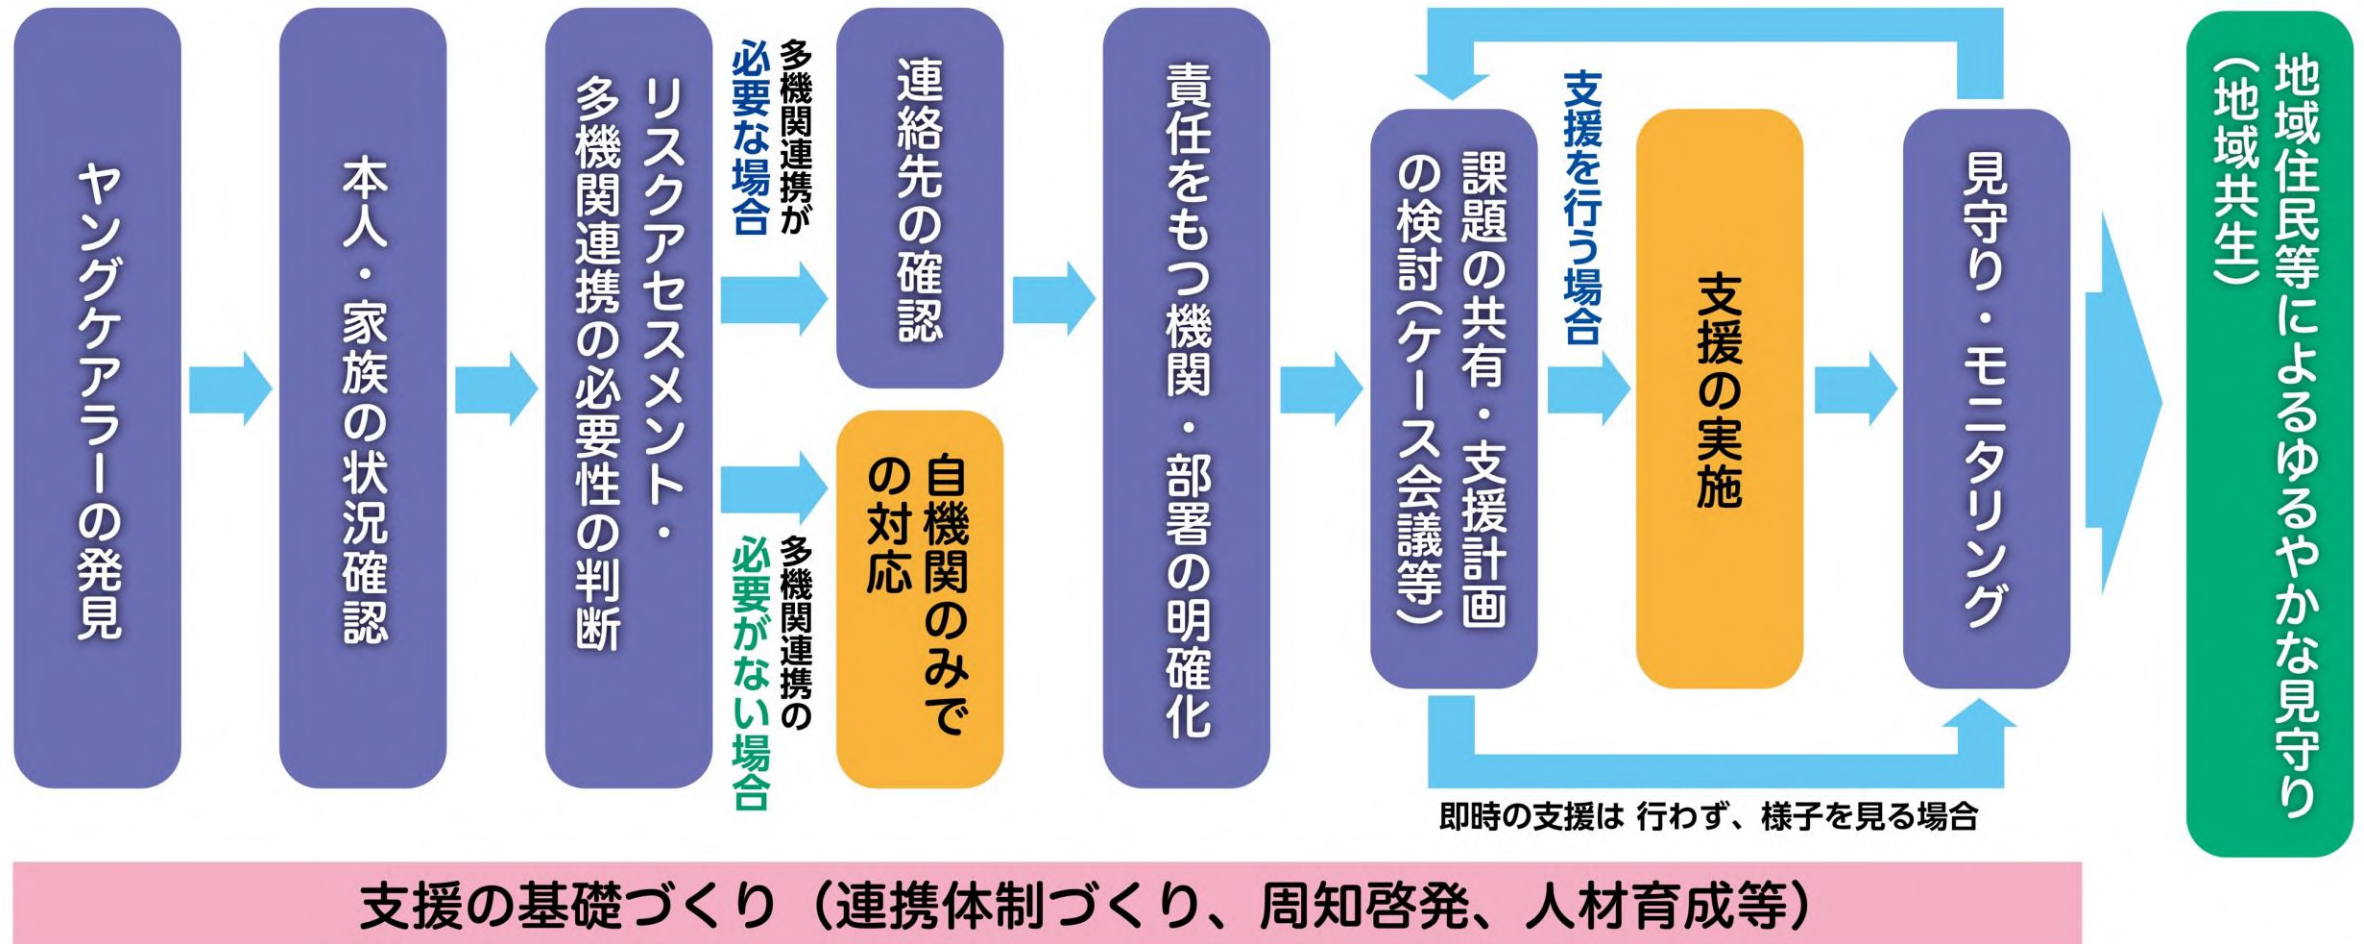 ヤングケアラーの発見
本人・家族の状況確認
リスクアセスメント・
多機関連携の必要性の判断
多機関連携が
必要な場合
連絡先の確認
多機関連携の
必要がない場合
自機関のみで
の対応
責任をもつ機関・部署の明確化
課題の共有・支援計画
の検討（ケース会議等）
支援を行う場合
支援の実施
見守り・モニタリング
即時の支援は 行わず、様子を見る場合
地域住民等によるゆるやかな見守り
（地域共生）
支援の基礎づくり（連携体制づくり、周知啓発、人材育成等）